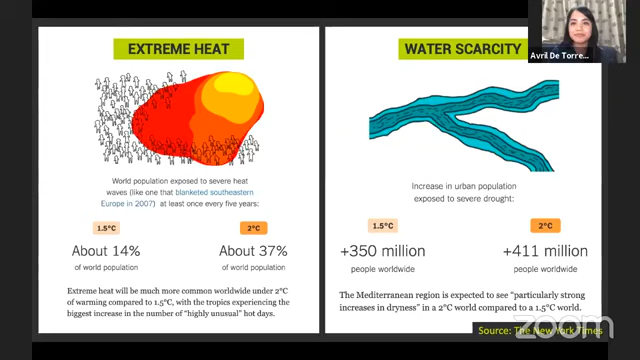 EXTREME HEAT
World population exposed to severe heat
waves (like one that blanketed southeastern
Europe in 2007) at least once every five years:
1.5°C
2°C
About 14%
of world population
About 37%
of world population
Extreme heat will be much more common worldwide under 2°C
of warming compared to 1.5°C, with the tropics experiencing the
biggest increase in the number of "highly unusual" hot days.
WATER SCARCITY
Increase in urban population
exposed to severe drought:
1.5°C
2°C
+350 million
people worldwide
+411 million
people worldwide
The Mediterranean region is expected to see "particularly strong
increases in dryness" in a 2°C world compared to a 1.5°C world.
Source: The New York Times
Avril De Torre...
zoom